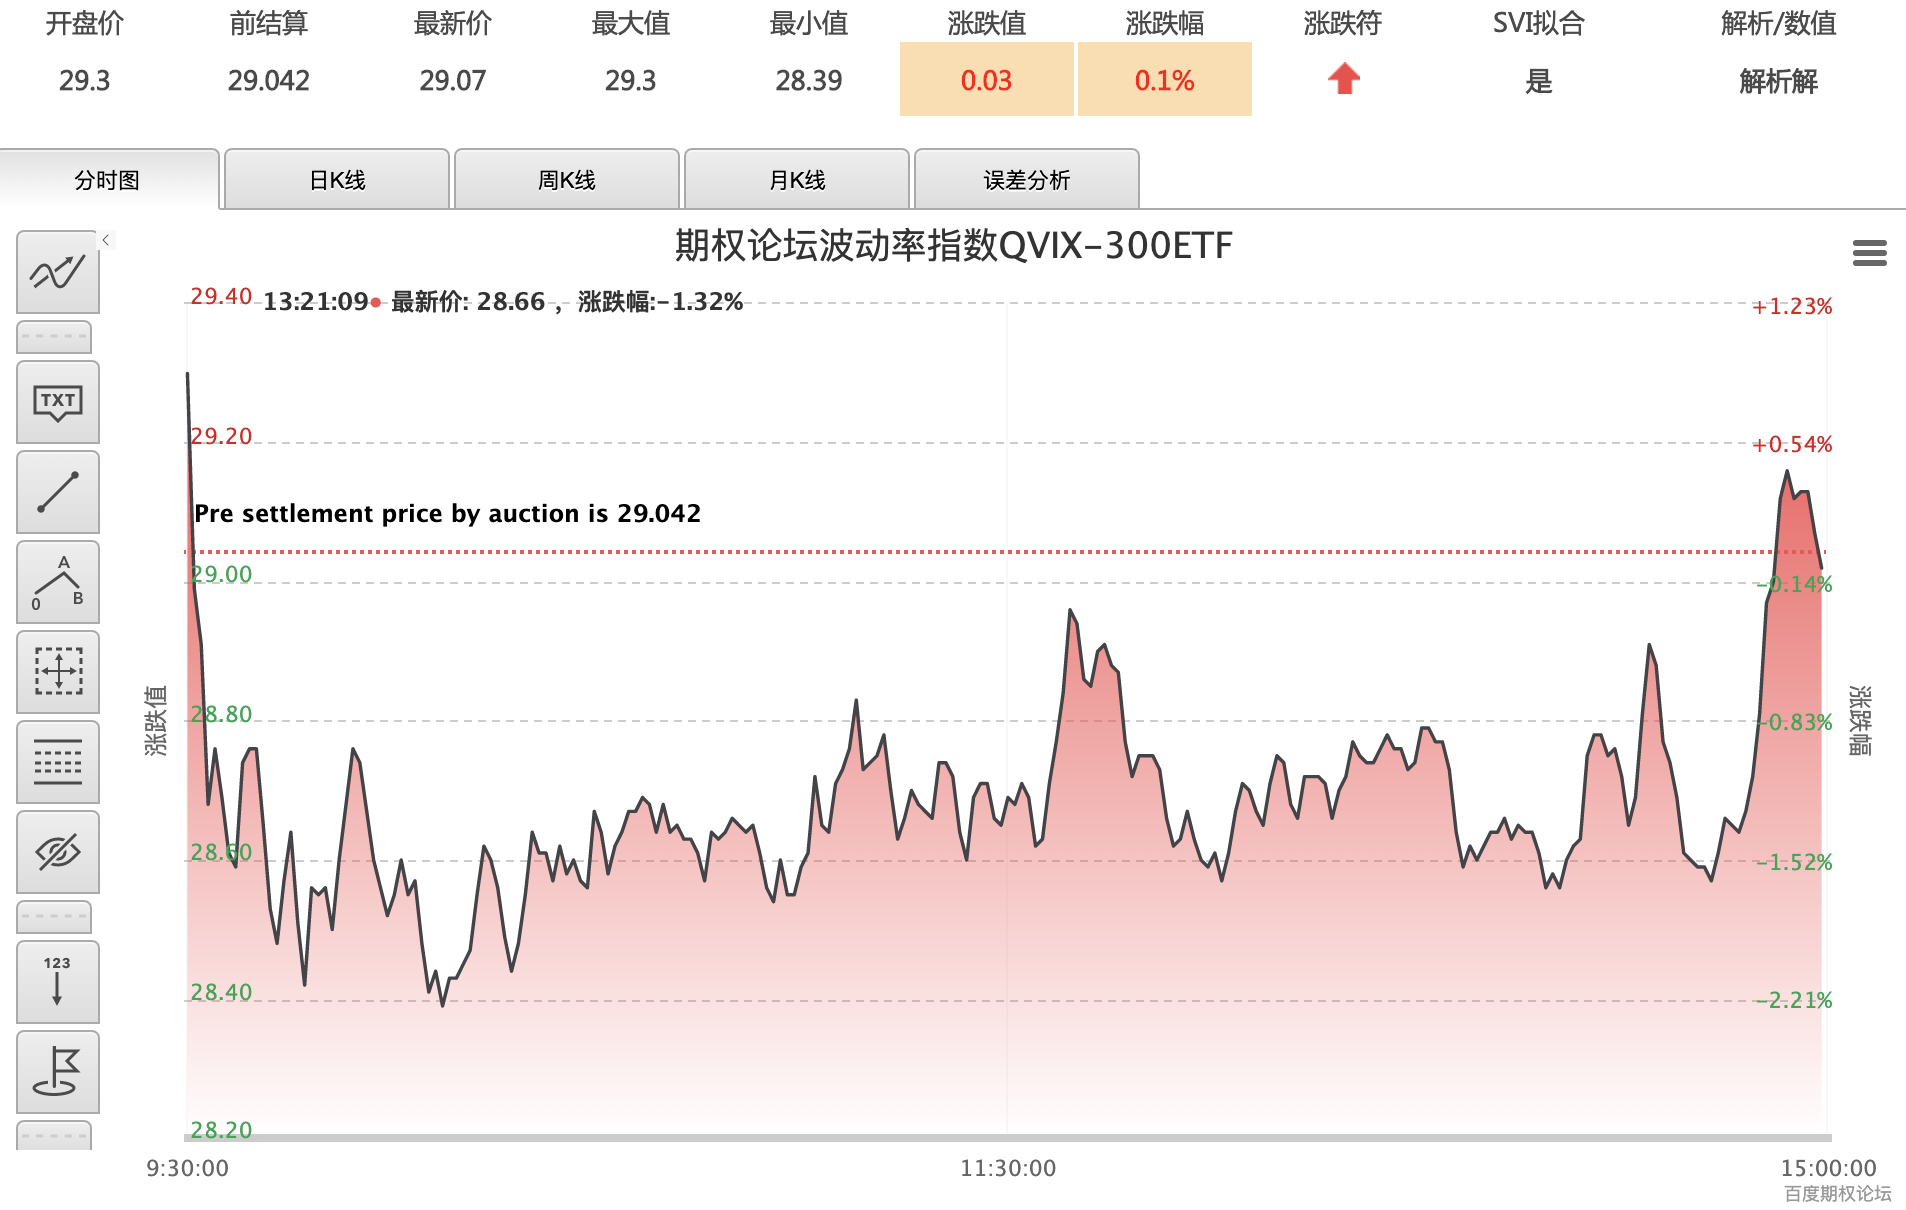 开盘价 前结算 最新价 最大值 最小值 涨跌值 涨跌幅 涨跌符 SVI拟合 解析/数值
29.3 29.042 29.07 29.3 28.39 0.03 0.1% 是 解析解
分时图 日K线 周K线 月K线 误差分析
期权论坛波动率指数QVIX-300ETF
29.40 13:21:09 最新价: 28.66 ，涨跌幅:-1.32% +1.23%
TXT
29.20 +0.54%
Pre settlement price by auction is 29.042
29.00 -0.14%
A
0 B
28.80 -0.83%
涨跌值
涨跌幅
28.60 -1.52%
123
28.40 -2.21%
28.20
9:30:00 11:30:00 15:00:00
百度期权论坛